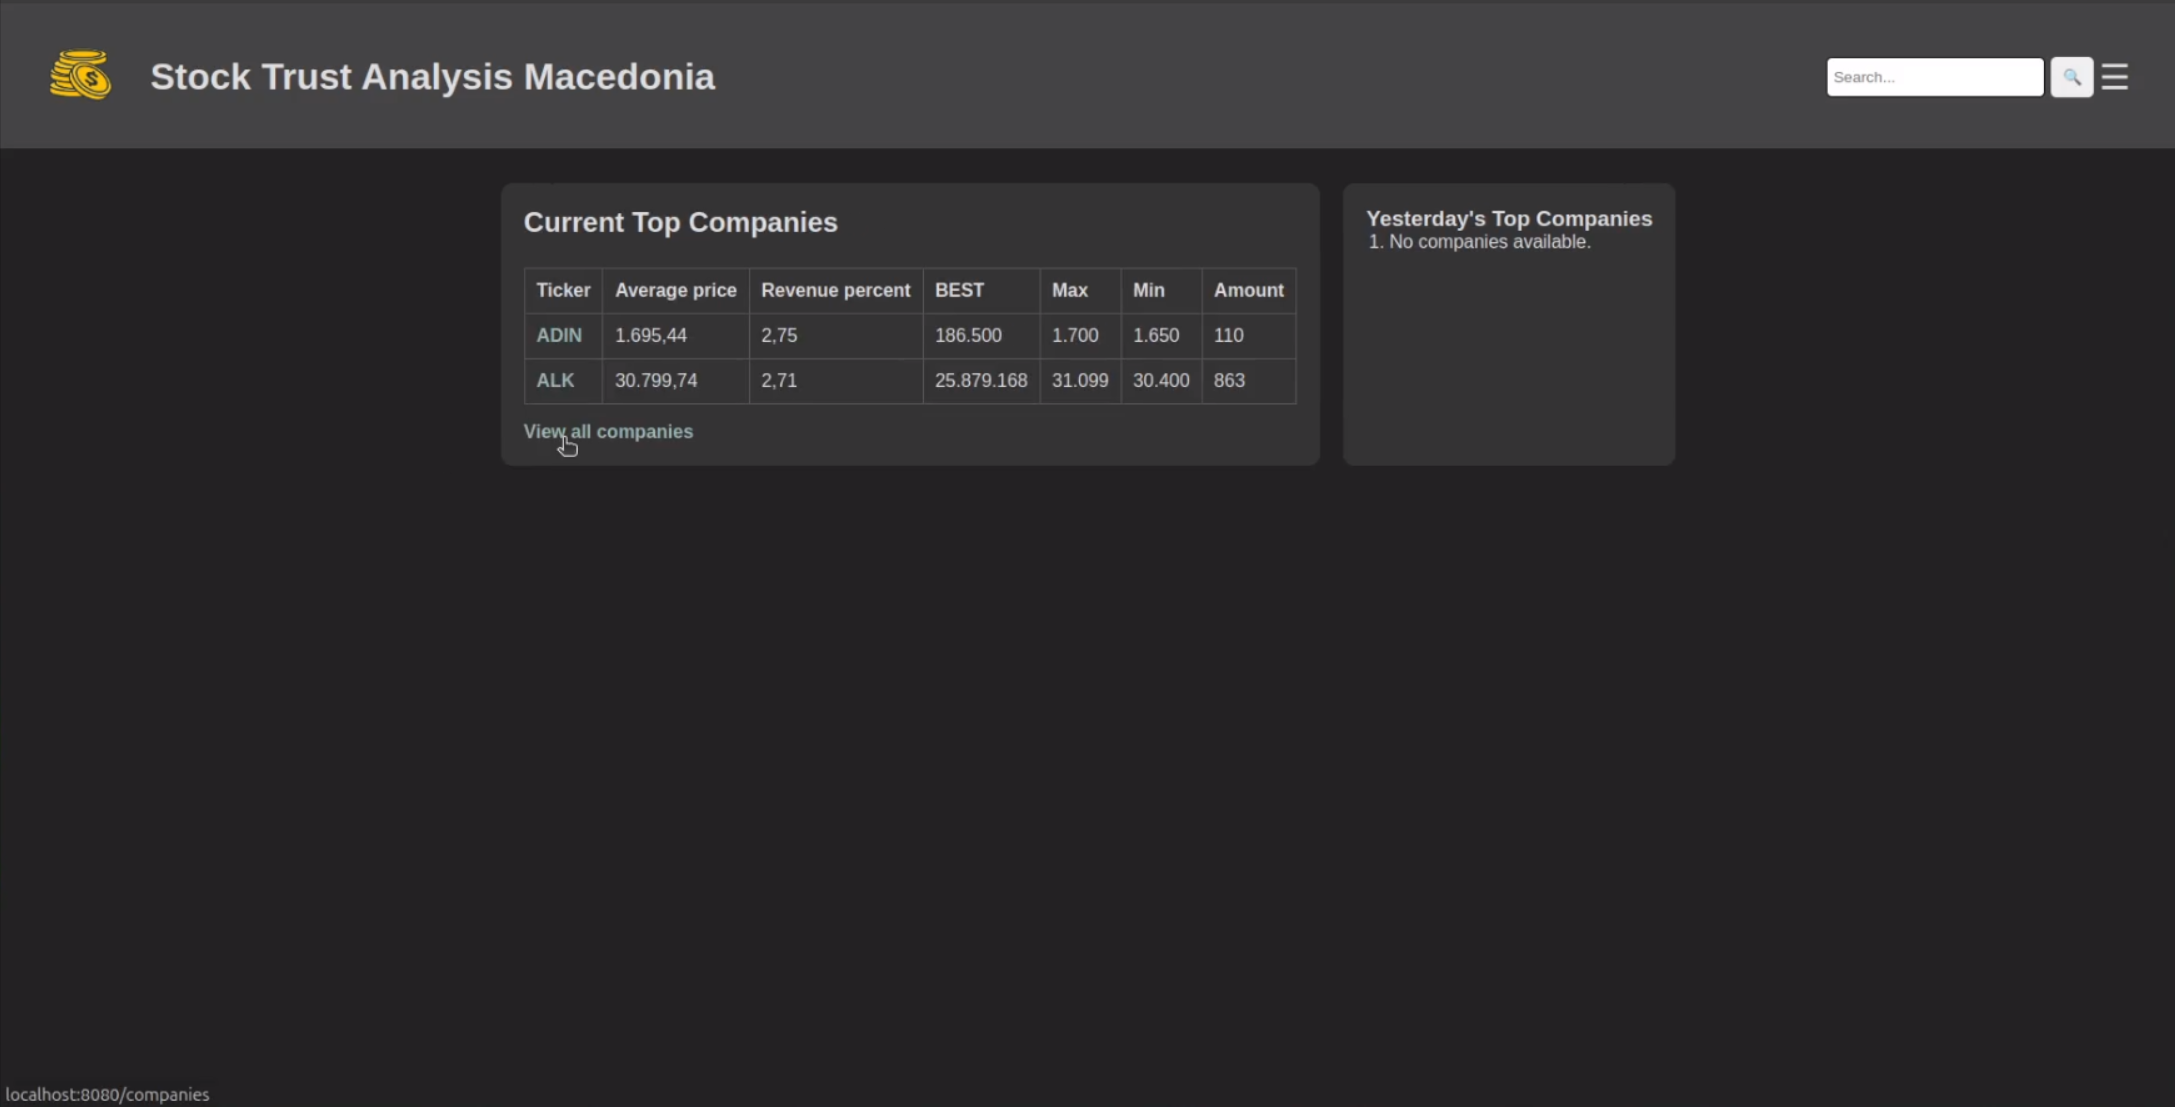 Stock Trust Analysis Macedonia
Search...
Current Top Companies
Ticker Average price Revenue percent BEST Max Min Amount
ADIN 1.695,44 2,75 186.500 1.700 1.650 110
ALK 30.799,74 2,71 25.879.168 31.099 30.400 863
View all companies
Yesterday's Top Companies
1. No companies available.
localhost:8080/companies